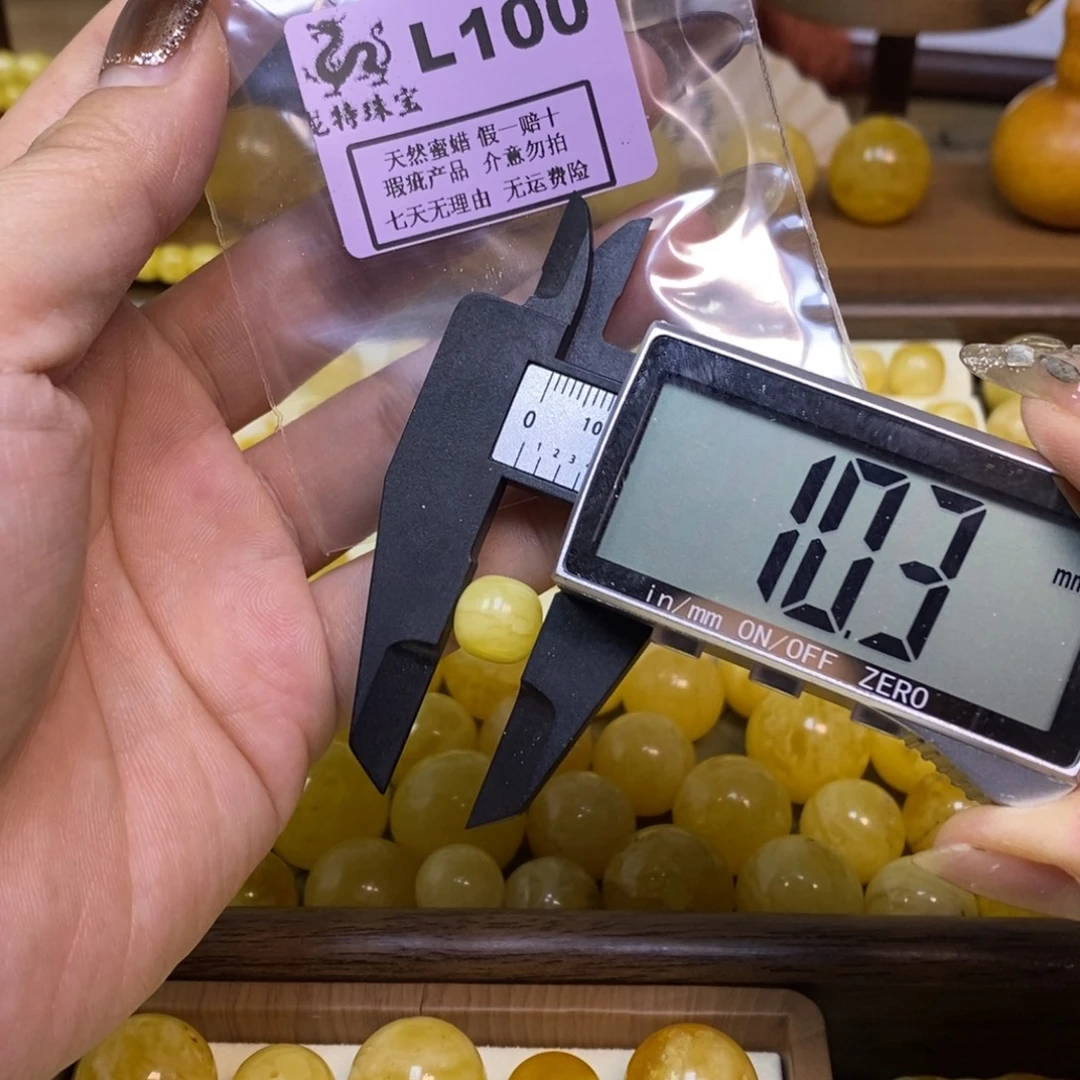 L100
特珠宝
天然蜜蜡 假一赔十
瑕疵产品 介意勿拍
七天无理由 无运费险
0 10
1 2 3
10.3 mm
in/mm ON/OFF ZERO